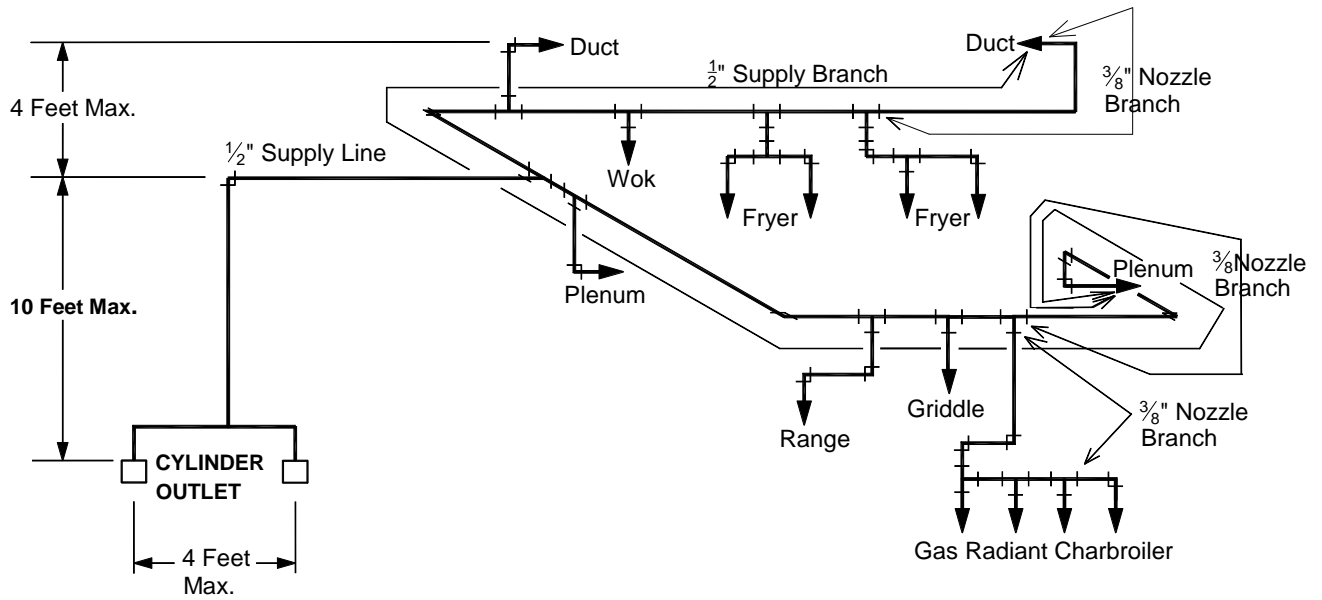 Duct
Duct
½" Supply Branch
⅜" Nozzle
Branch
4 Feet Max.
½" Supply Line
Wok
Fryer
Fryer
Plenum
Plenum
⅜"Nozzle
Branch
10 Feet Max.
Griddle
Range
⅜" Nozzle
Branch
CYLINDER
OUTLET
Gas Radiant Charbroiler
4 Feet
Max.